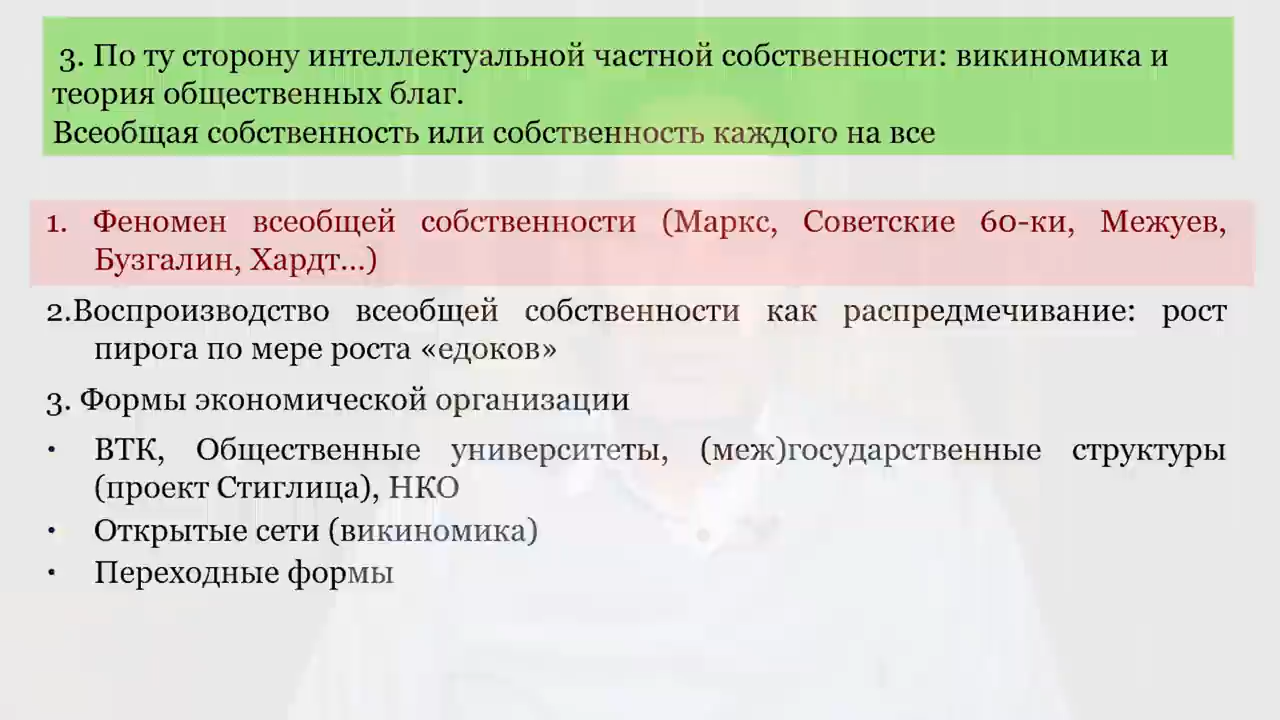 3. По ту сторону интеллектуальной частной собственности: викиномика и
теория общественных благ.
Всеобщая собственность или собственность каждого на все
1. Феномен всеобщей собственности (Маркс, Советские 60-ки, Межуев,
Бузгалин, Хардт...)
2.Воспроизводство всеобщей собственности как распредмечивание: рост
пирога по мере роста «едоков»
3. Формы экономической организации
• ВТК, Общественные университеты, (меж)государственные структуры
(проект Стиглица), НКО
• Открытые сети (викиномика)
• Переходные формы